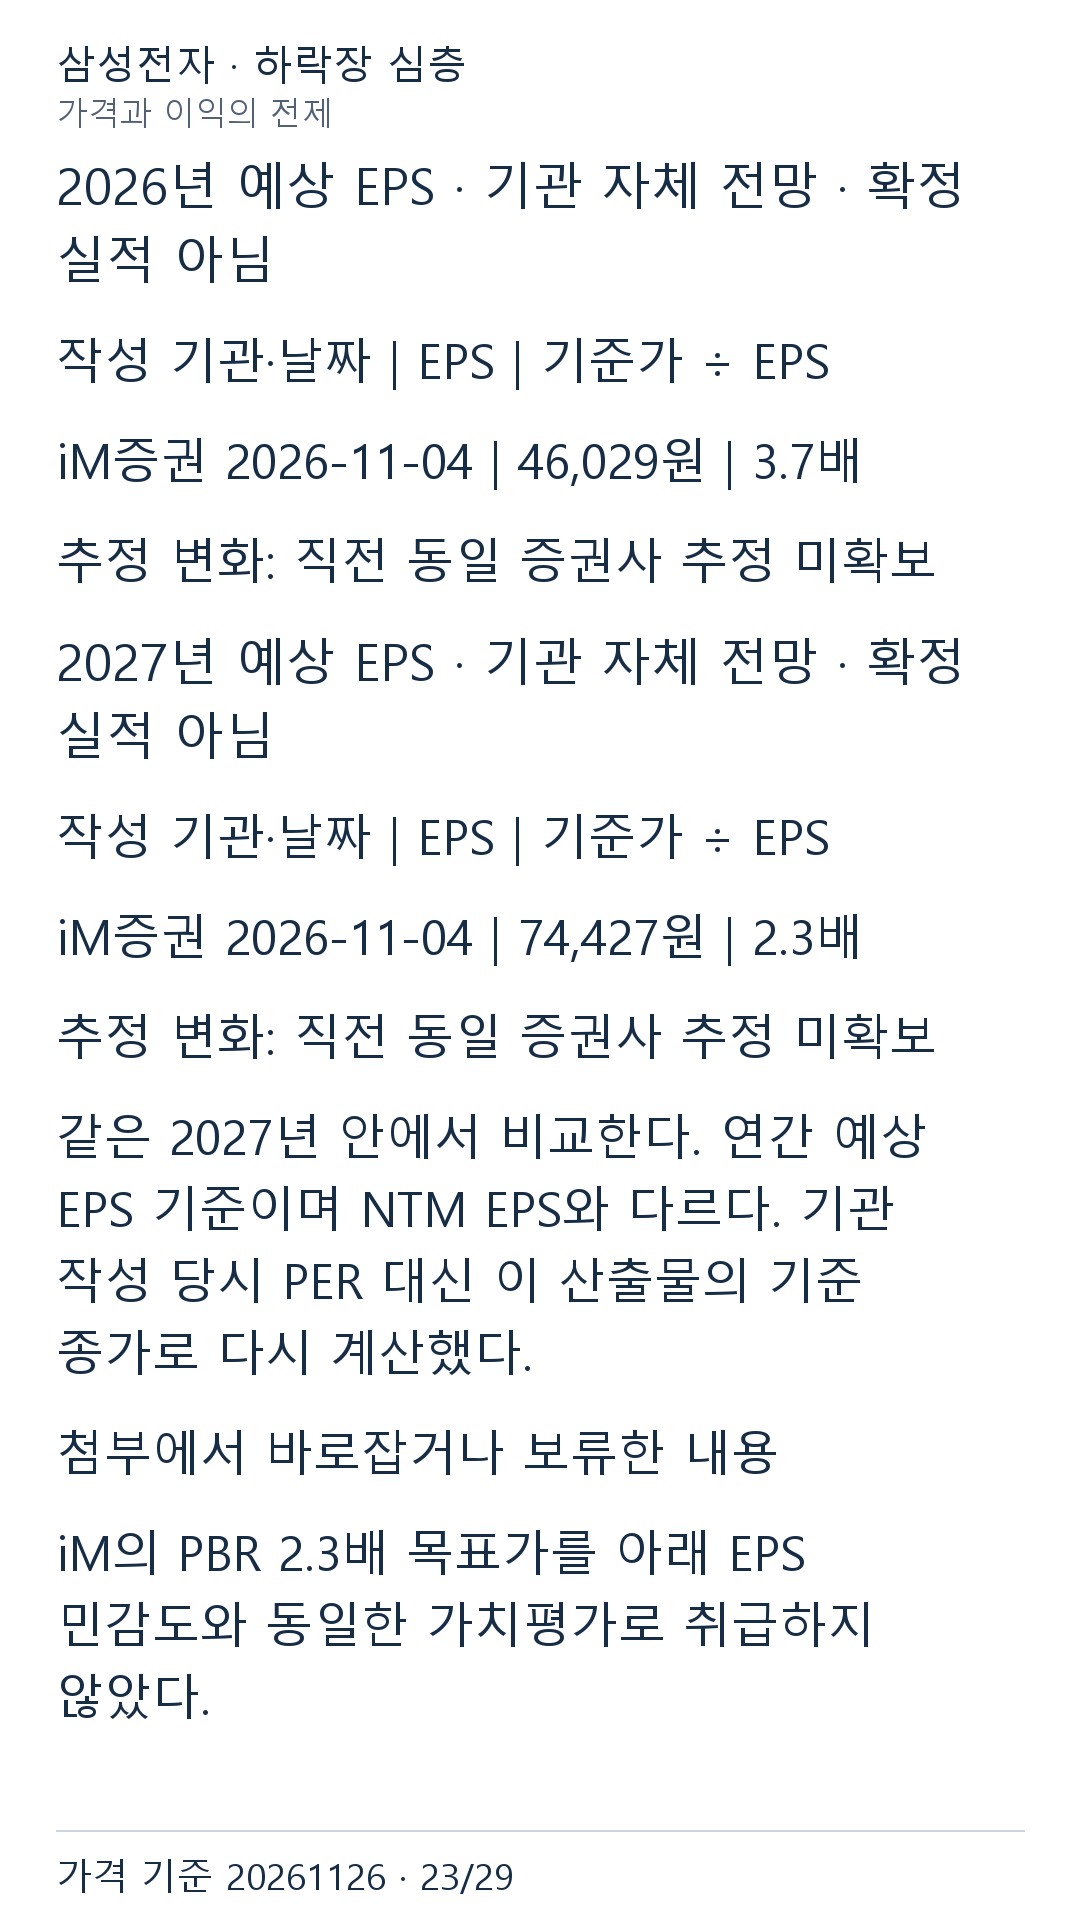 삼성전자 · 하락장 심층
가격과 이익의 전제
2026년 예상 EPS · 기관 자체 전망 · 확정
실적 아님
작성 기관·날짜 | EPS | 기준가 ÷ EPS
iM증권 2026-11-04 | 46,029원 | 3.7배
추정 변화: 직전 동일 증권사 추정 미확보
2027년 예상 EPS · 기관 자체 전망 · 확정
실적 아님
작성 기관·날짜 | EPS | 기준가 ÷ EPS
iM증권 2026-11-04 | 74,427원 | 2.3배
추정 변화: 직전 동일 증권사 추정 미확보
같은 2027년 안에서 비교한다. 연간 예상
EPS 기준이며 NTM EPS와 다르다. 기관
작성 당시 PER 대신 이 산출물의 기준
종가로 다시 계산했다.
첨부에서 바로잡거나 보류한 내용
iM의 PBR 2.3배 목표가를 아래 EPS
민감도와 동일한 가치평가로 취급하지
않았다.
가격 기준 20261126 · 23/29